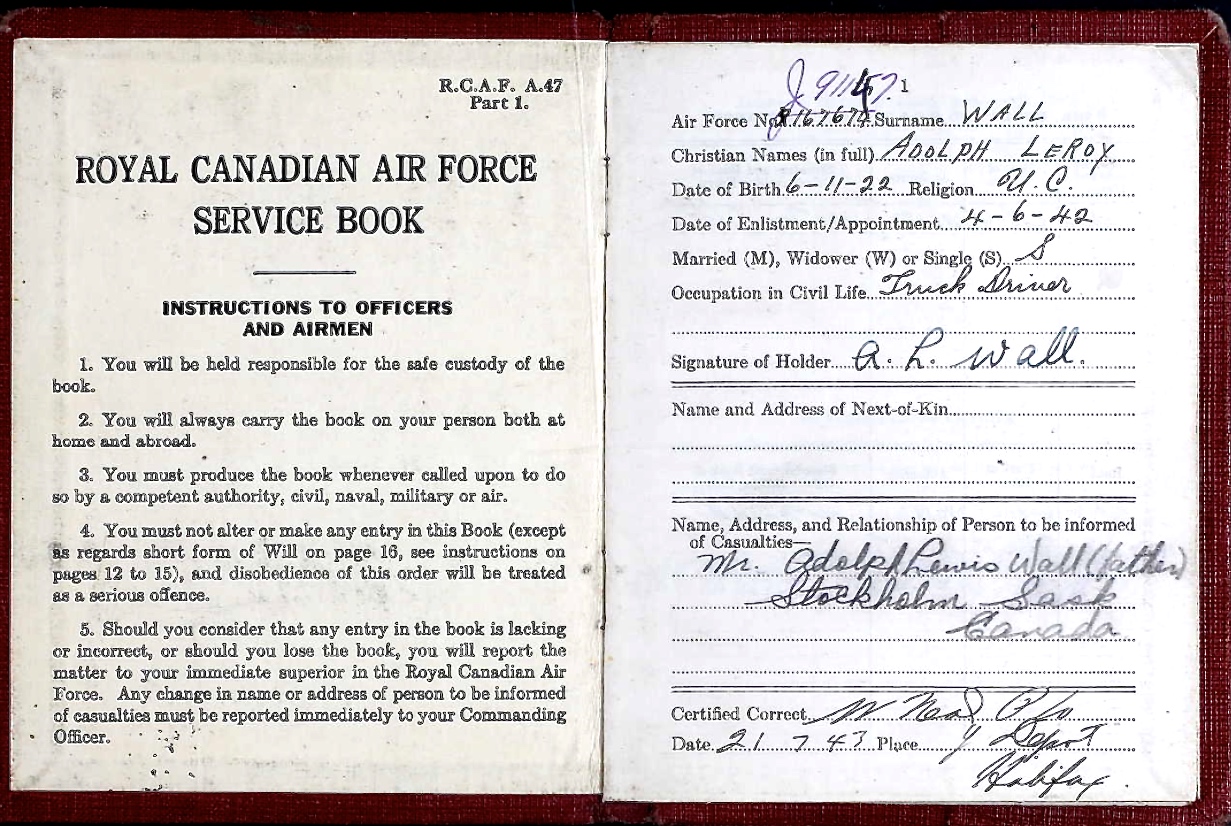 R.C.A.F. A.47
Part 1.
ROYAL CANADIAN AIR FORCE
SERVICE BOOK
INSTRUCTIONS TO OFFICERS
AND AIRMEN
1. You will be held responsible for the safe custody of the
book.
2. You will always carry the book on your person both at
home and abroad.
3. You must produce the book whenever called upon to do
so by a competent authority, civil, naval, military or air.
4. You must not alter or make any entry in this Book (except
as regards short form of Will on page 16, see instructions on
pages 12 to 15), and disobedience of this order will be treated
as a serious offence.
5. Should you consider that any entry in the book is lacking
or incorrect, or should you lose the book, you will report the
matter to your immediate superior in the Royal Canadian Air
Force. Any change in name or address of person to be informed
of casualties must be reported immediately to your Commanding
Officer.
J 91147. 1
Air Force No. Surname WALL
Christian Names (in full) ADOLPH LEROY
Date of Birth 6-11-22 Religion U.C.
Date of Enlistment/Appointment 4-6-42
Married (M), Widower (W) or Single (S) S
Occupation in Civil Life Truck Driver
Signature of Holder A. L. Wall.
Name and Address of Next-of-Kin
Name, Address, and Relationship of Person to be informed
of Casualties—
Mr. Adolph Lewis Wall (father)
Stockholm Sask
Canada
Certified Correct W Neal F/O
Date 21 7 43 Place Y Depot
Halifax.